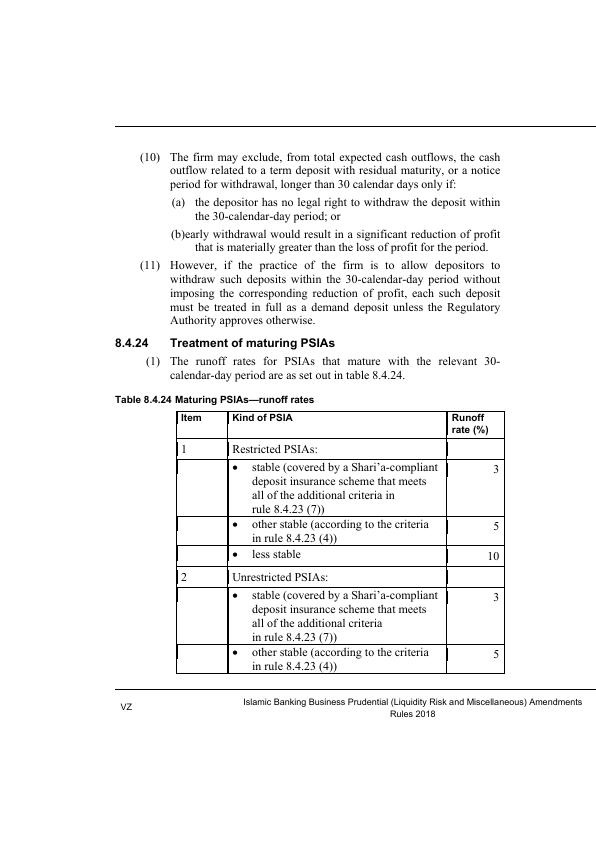 (10) The firm may exclude, from total expected cash outflows, the cash
outflow related to a term deposit with residual maturity, or a notice
period for withdrawal, longer than 30 calendar days only if:
(a) the depositor has no legal right to withdraw the deposit within
the 30-calendar-day period; or
(b)early withdrawal would result in a significant reduction of profit
that is materially greater than the loss of profit for the period.
(11) However, if the practice of the firm is to allow depositors to
withdraw such deposits within the 30-calendar-day period without
imposing the corresponding reduction of profit, each such deposit
must be treated in full as a demand deposit unless the Regulatory
Authority approves otherwise.
8.4.24 Treatment of maturing PSIAs
(1) The runoff rates for PSIAs that mature with the relevant 30-
calendar-day period are as set out in table 8.4.24.
Table 8.4.24 Maturing PSIAs—runoff rates
Item Kind of PSIA Runoff
rate (%)
1 Restricted PSIAs:
• stable (covered by a Shari’a-compliant 3
deposit insurance scheme that meets
all of the additional criteria in
rule 8.4.23 (7))
• other stable (according to the criteria 5
in rule 8.4.23 (4))
• less stable 10
2 Unrestricted PSIAs:
• stable (covered by a Shari’a-compliant 3
deposit insurance scheme that meets
all of the additional criteria
in rule 8.4.23 (7))
• other stable (according to the criteria 5
in rule 8.4.23 (4))
VZ Islamic Banking Business Prudential (Liquidity Risk and Miscellaneous) Amendments
Rules 2018